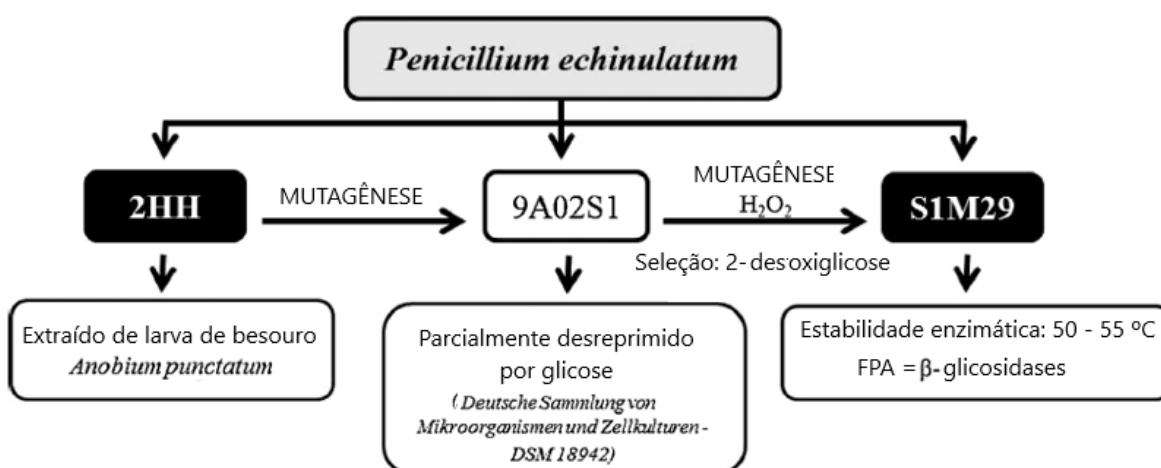 Penicillium echinulatum
2HH
MUTAGÊNESE
9A02S1
MUTAGÊNESE
H₂O₂
S1M29
Seleção: 2-desoxiglicose
Extraído de larva de besouro
Anobium punctatum
Parcialmente desreprimido
por glicose
( Deutsche Sammlung von
Mikroorganismen und Zellkulturen-
DSM 18942)
Estabilidade enzimática: 50 - 55 ºC
FPA = β-glicosidases